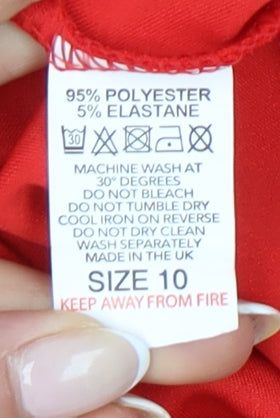 95% POLYESTER
5% ELASTANE
30
MACHINE WASH AT
30° DEGREES
DO NOT BLEACH
DO NOT TUMBLE DRY
COOL IRON ON REVERSE
DO NOT DRY CLEAN
WASH SEPARATELY
MADE IN THE UK
SIZE 10
KEEP AWAY FROM FIRE